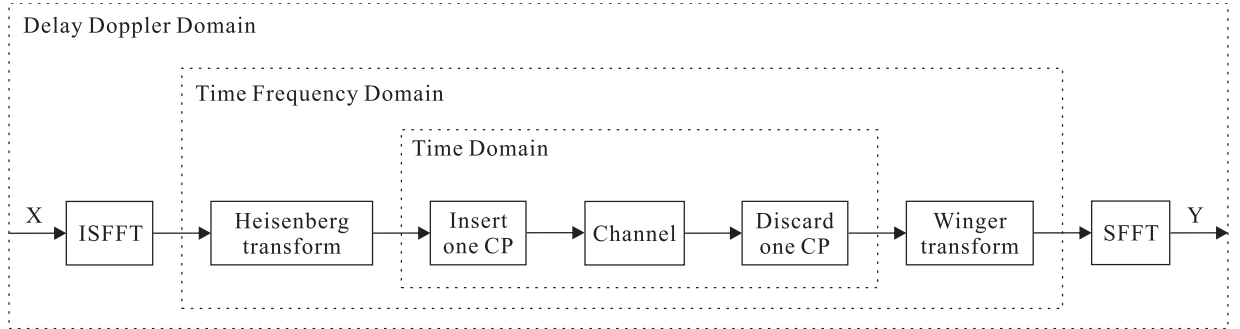 Delay Doppler Domain
Time Frequency Domain
Time Domain
X
ISFFT
Heisenberg
transform
Insert
one CP
Channel
Discard
one CP
Winger
transform
SFFT
Y